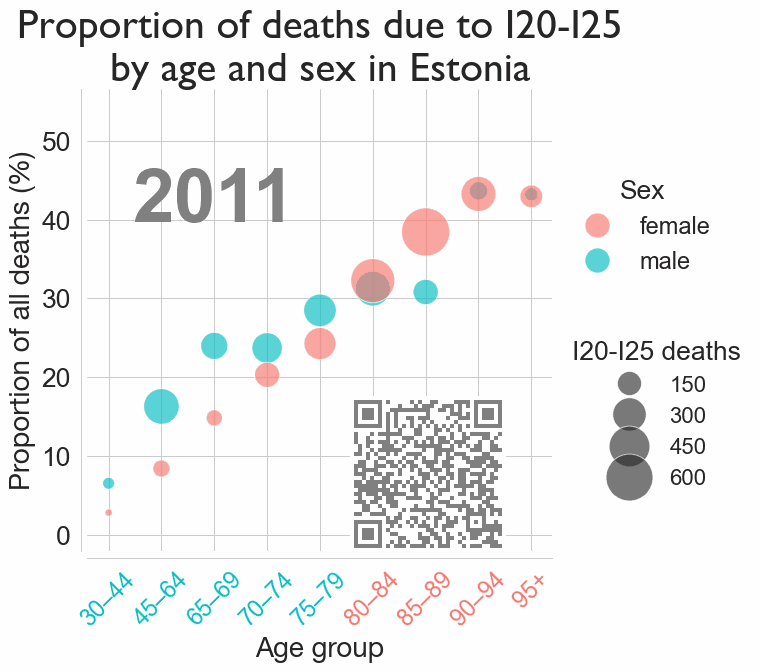 Proportion of deaths due to I20-I25
by age and sex in Estonia
Proportion of all deaths (%)
50
40
30
20
10
0
2011
30–44
45–64
65–69
70–74
75–79
80–84
85–89
90–94
95+
Age group
Sex
female
male
I20-I25 deaths
150
300
450
600